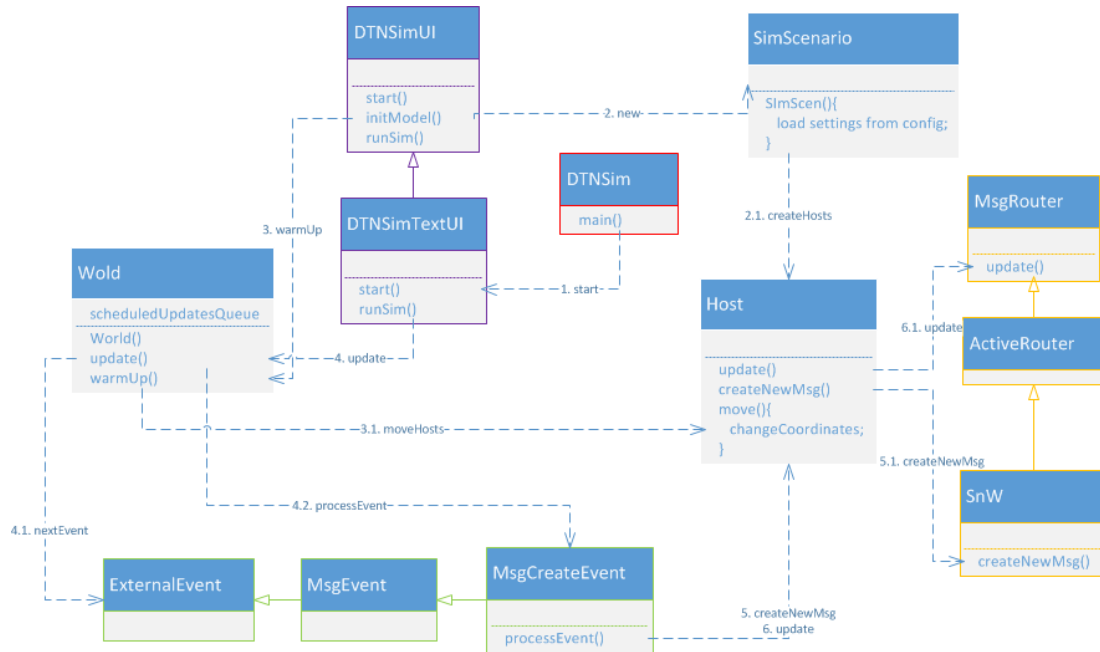 DTNSimUI
start()
initModel()
runSim()
SimScenario
SImScen(){
load settings from config;
}
2. new
DTNSim
main()
MsgRouter
update()
2.1. createHosts
3. warmUp
DTNSimTextUI
start()
runSim()
1. start
Wold
scheduledUpdatesQueue
World()
update()
warmUp()
4. update
Host
update()
createNewMsg()
move(){
changeCoordinates;
}
6.1. update
ActiveRouter
3.1. moveHosts
5.1. createNewMsg
SnW
createNewMsg()
4.2. processEvent
4.1. nextEvent
ExternalEvent
MsgEvent
MsgCreateEvent
processEvent()
5. createNewMsg
6. update